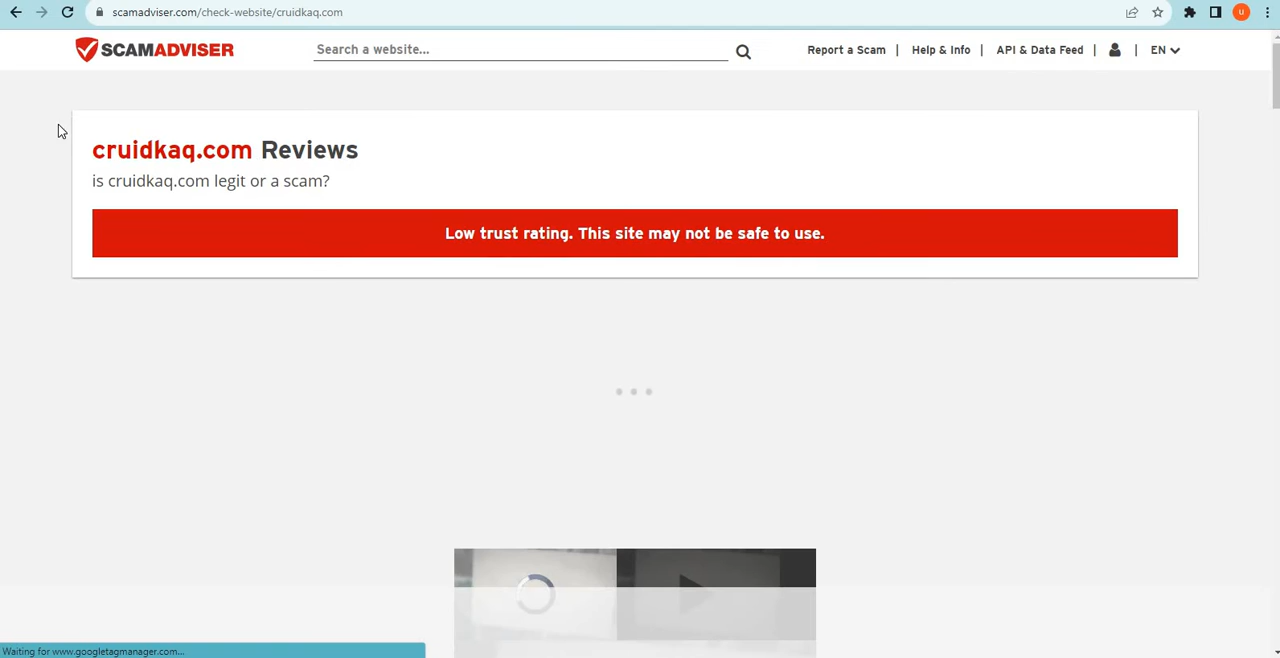 scamadviser.com/check-website/cruidkaq.com
u
SCAMADVISER
Search a website...
Report a Scam | Help & Info | API & Data Feed | | EN
cruidkaq.com Reviews
is cruidkaq.com legit or a scam?
Low trust rating. This site may not be safe to use.
Waiting for www.googletagmanager.com...